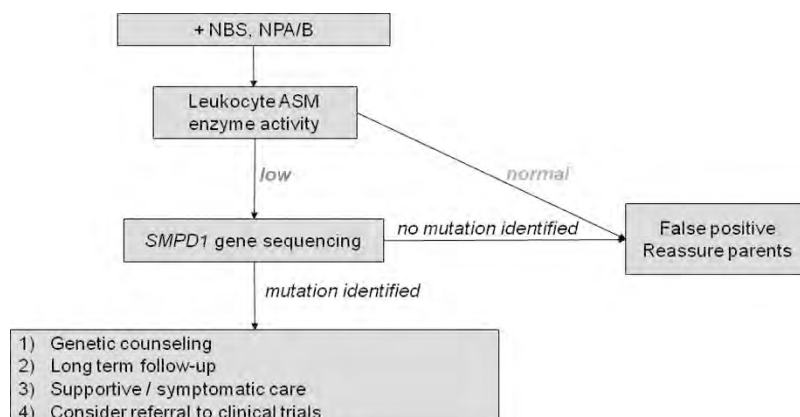 + NBS, NPA/B
Leukocyte ASM
enzyme activity
low
normal
SMPD1 gene sequencing
no mutation identified
False positive
Reassure parents
mutation identified
1) Genetic counseling
2) Long term follow-up
3) Supportive / symptomatic care
4) Consider referral to clinical trials